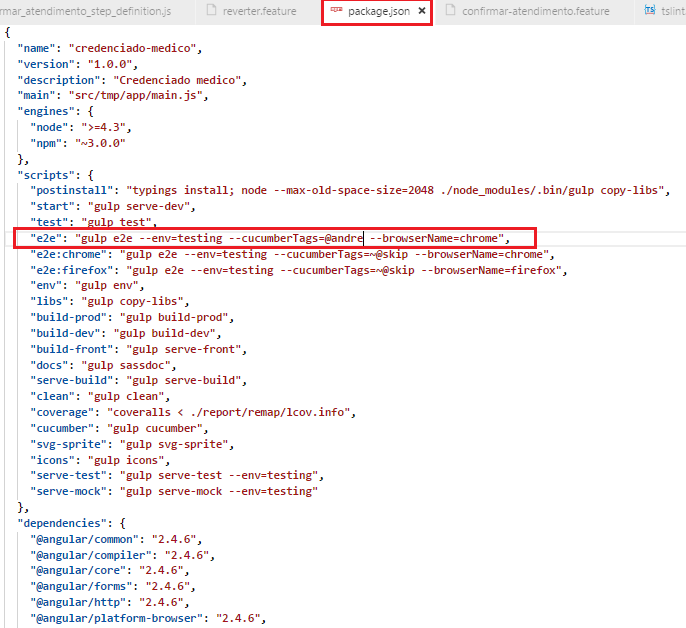 rmar_atendimento_step_definition.js reverter.feature package.json × confirmar-atendimento.feature TS tslint
{
"name": "credenciado-medico",
"version": "1.0.0",
"description": "Credenciado medico",
"main": "src/tmp/app/main.js",
"engines": {
"node": ">=4.3",
"npm": "~3.0.0"
},
"scripts": {
"postinstall": "typings install; node --max-old-space-size=2048 ./node_modules/.bin/gulp copy-libs",
"start": "gulp serve-dev",
"test": "gulp test",
"e2e": "gulp e2e --env=testing --cucumberTags=@andre --browserName=chrome",
"e2e:chrome": "gulp e2e --env=testing --cucumberTags=~@skip --browserName=chrome",
"e2e:firefox": "gulp e2e --env=testing --cucumberTags=~@skip --browserName=firefox",
"env": "gulp env",
"libs": "gulp copy-libs",
"build-prod": "gulp build-prod",
"build-dev": "gulp build-dev",
"build-front": "gulp serve-front",
"docs": "gulp sassdoc",
"serve-build": "gulp serve-build",
"clean": "gulp clean",
"coverage": "coveralls < ./report/remap/lcov.info",
"cucumber": "gulp cucumber",
"svg-sprite": "gulp svg-sprite",
"icons": "gulp icons",
"serve-test": "gulp serve-test --env=testing",
"serve-mock": "gulp serve-mock --env=testing"
},
"dependencies": {
"@angular/common": "2.4.6",
"@angular/compiler": "2.4.6",
"@angular/core": "2.4.6",
"@angular/forms": "2.4.6",
"@angular/http": "2.4.6",
"@angular/platform-browser": "2.4.6",